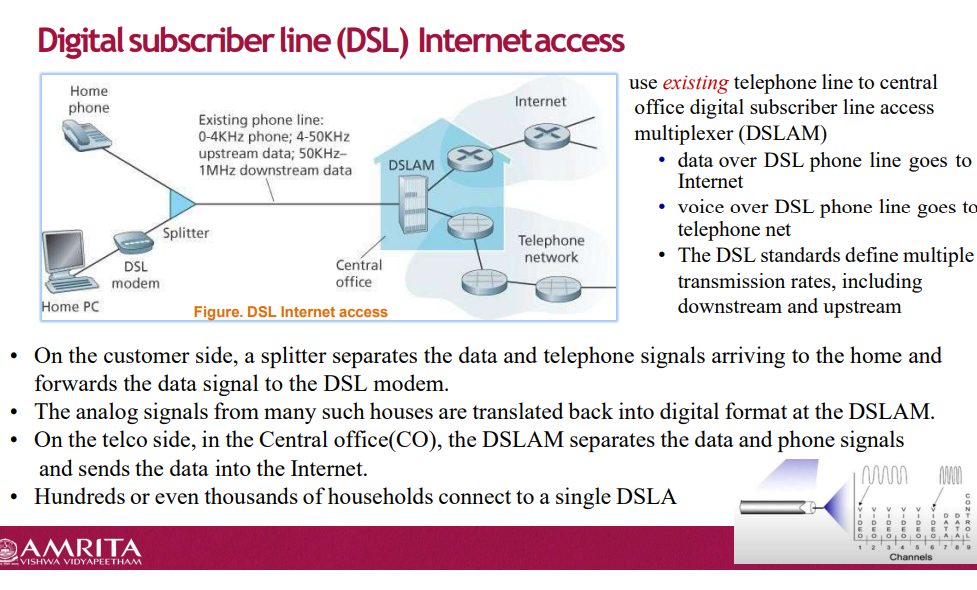 Digital subscriber line (DSL) Internet access
Home
phone
Existing phone line:
0-4KHz phone; 4-50KHz
upstream data; 50KHz–
1MHz downstream data
Internet
DSLAM
Splitter
DSL
modem
Home PC
Central
office
Telephone
network
Figure. DSL Internet access
use existing telephone line to central
office digital subscriber line access
multiplexer (DSLAM)
• data over DSL phone line goes to
Internet
• voice over DSL phone line goes to
telephone net
• The DSL standards define multiple
transmission rates, including
downstream and upstream
• On the customer side, a splitter separates the data and telephone signals arriving to the home and
forwards the data signal to the DSL modem.
• The analog signals from many such houses are translated back into digital format at the DSLAM.
• On the telco side, in the Central office(CO), the DSLAM separates the data and phone signals
and sends the data into the Internet.
• Hundreds or even thousands of households connect to a single DSLA
VIDEO VIDEO VIDEO VIDEO VIDEO VIDEO DATA DATA CONTROL
1 2 3 4 5 6 7 8 9
Channels
AMRITA
VISHWA VIDYAPEETHAM